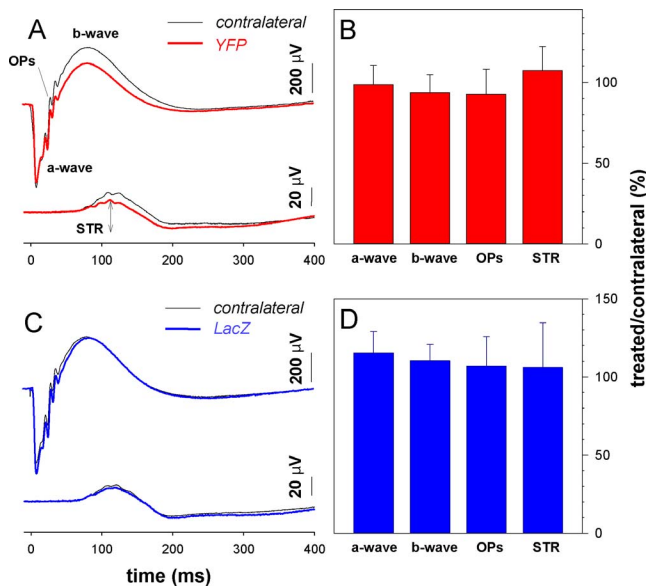 A
contralateral
YFP
b-wave
OPs
a-wave
200 µV
20 µV
STR
0 100 200 300 400
B
100
50
0
a-wave b-wave OPs STR
treated/contralateral (%)
C
contralateral
LacZ
200 µV
20 µV
0 100 200 300 400
time (ms)
D
150
100
50
0
a-wave b-wave OPs STR